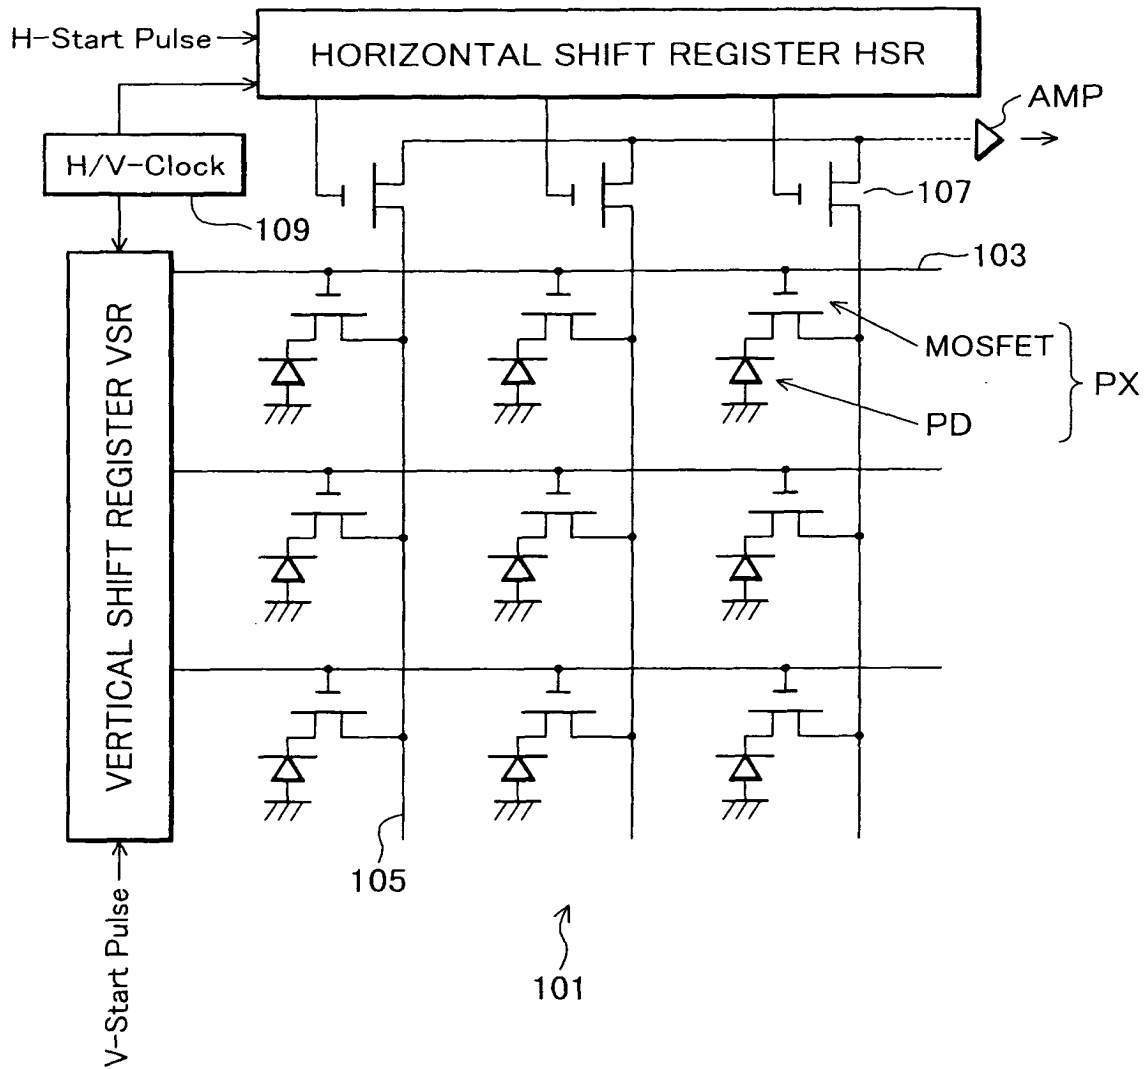 H-Start Pulse
HORIZONTAL SHIFT REGISTER HSR
AMP
H/V-Clock
107
109
103
VERTICAL SHIFT REGISTER VSR
MOSFET
PX
PD
105
V-Start Pulse
101